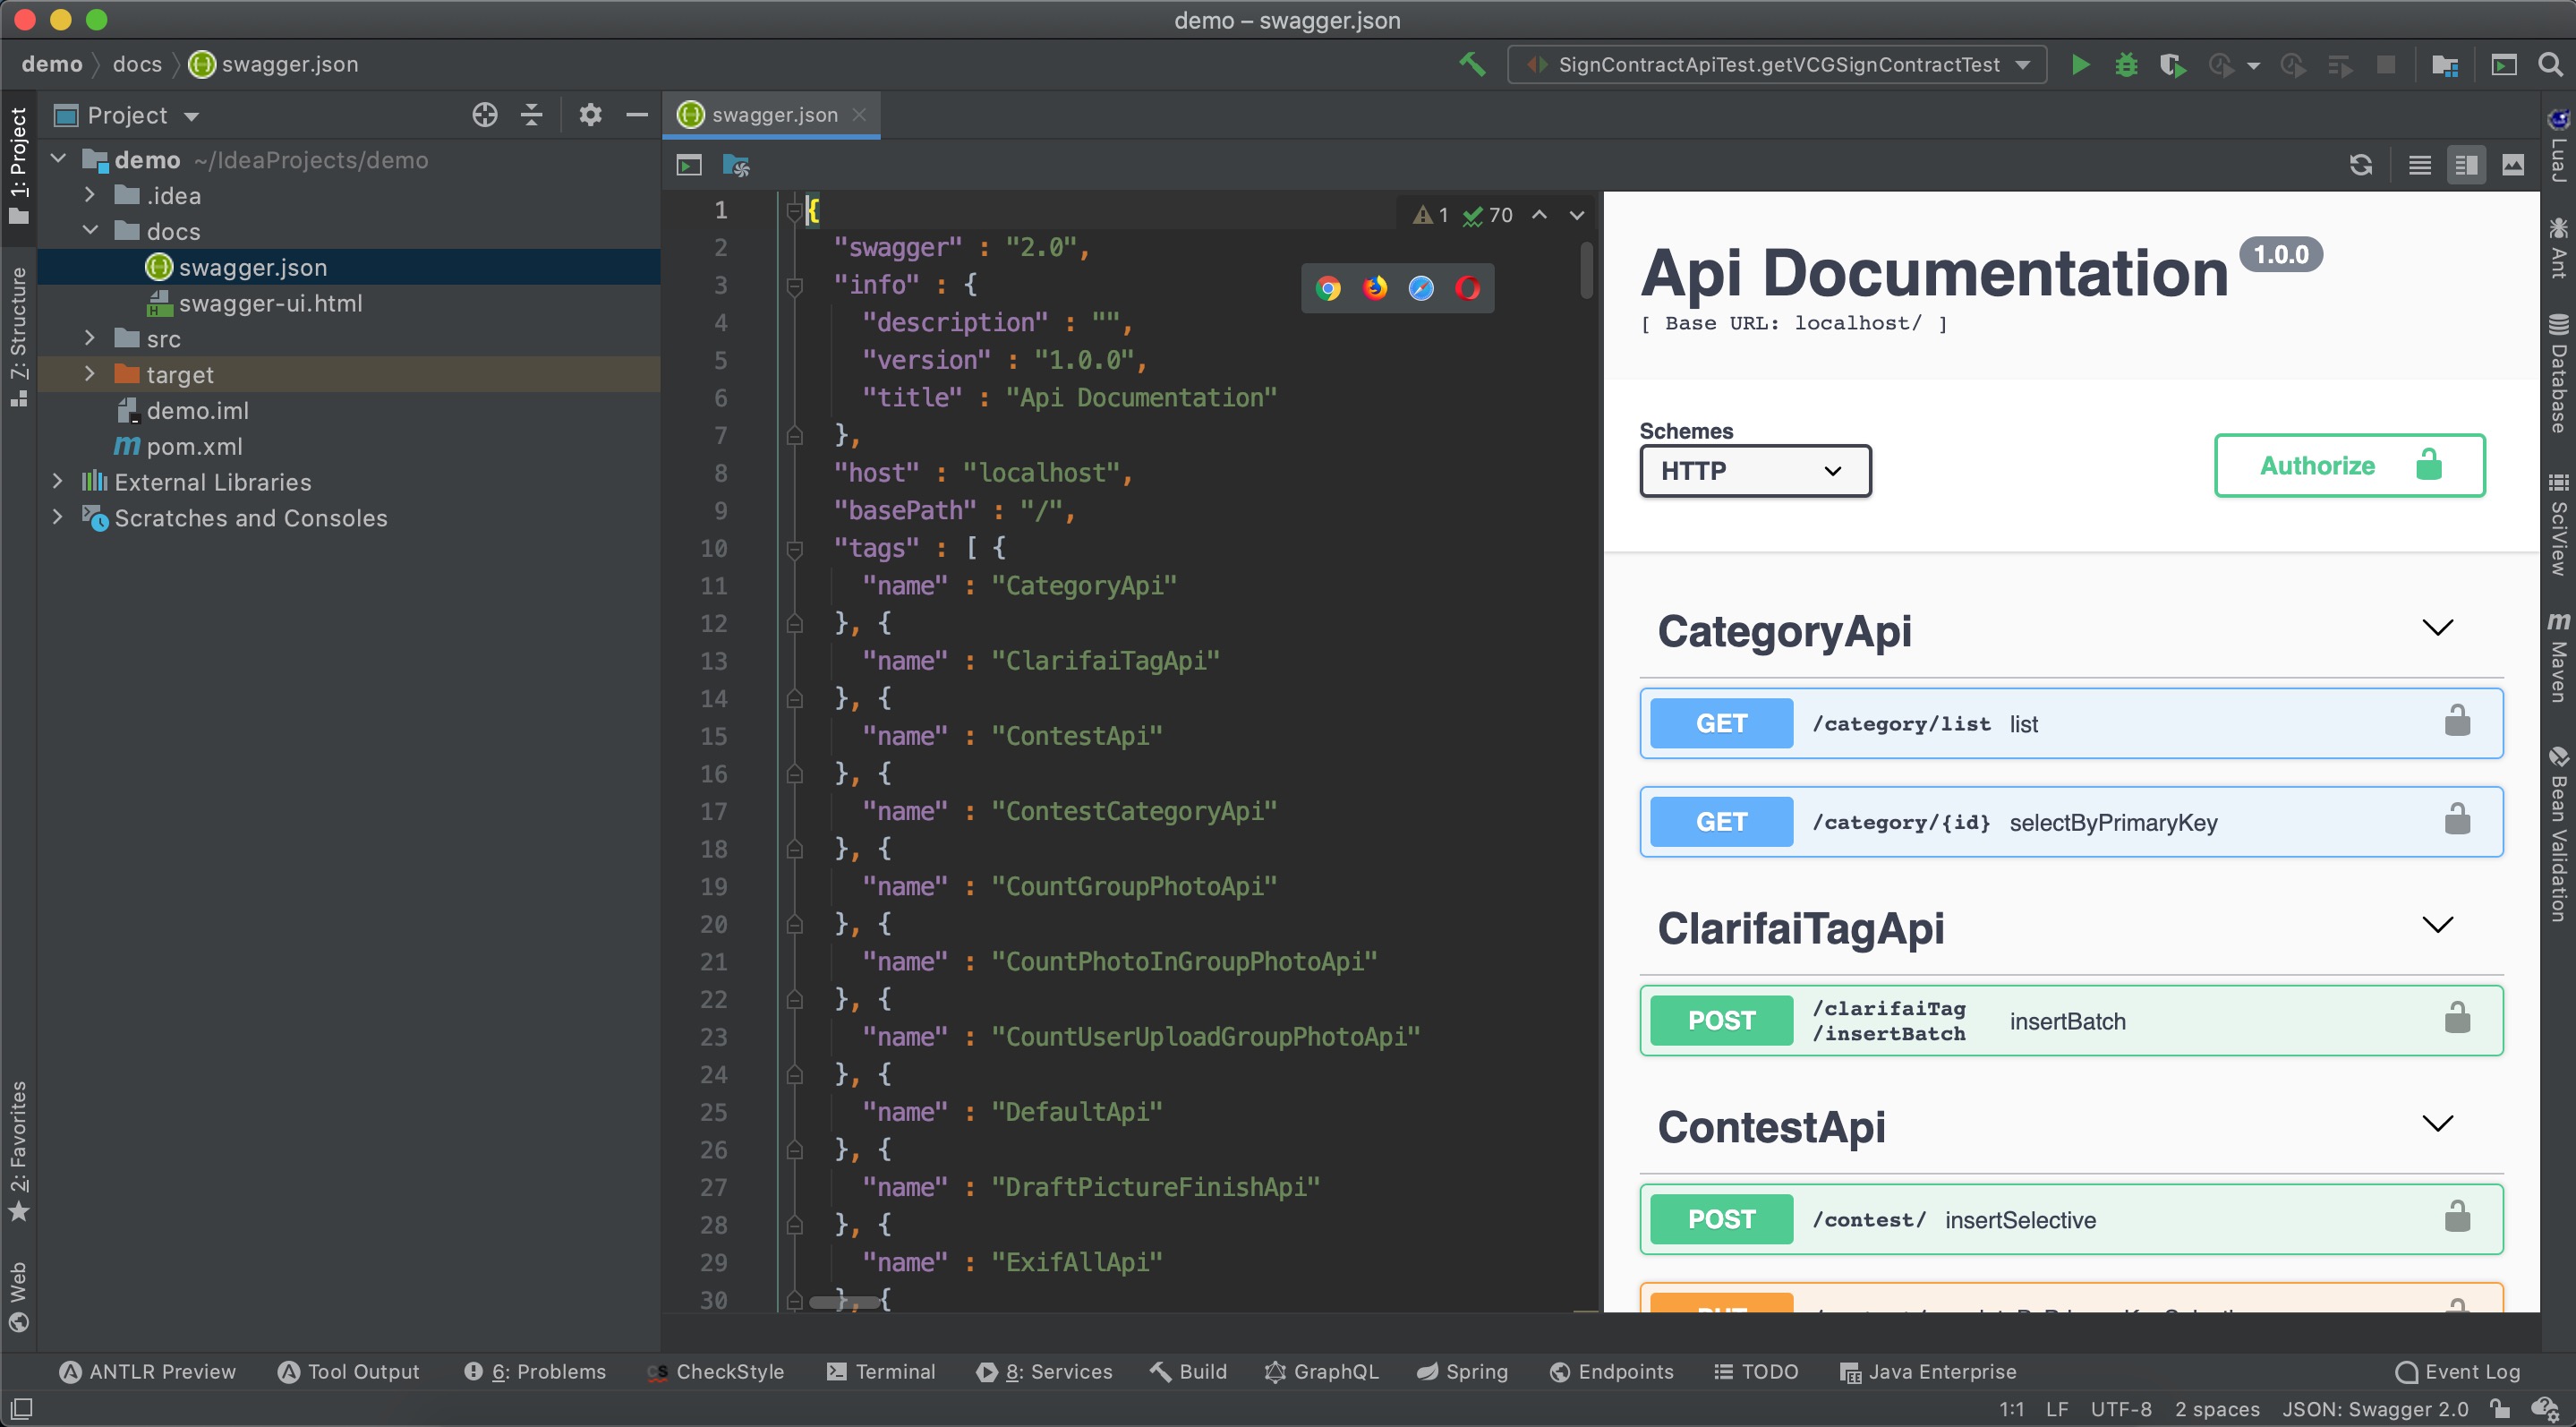 demo – swagger.json
demo docs swagger.json
SignContractApiTest.getVCGSignContractTest
1: Project
7: Structure
2: Favorites
Web
Project
demo ~/IdeaProjects/demo
.idea
docs
swagger.json
swagger-ui.html
src
target
demo.iml
pom.xml
External Libraries
Scratches and Consoles
swagger.json
1 70
1 {
2 "swagger" : "2.0",
3 "info" : {
4 "description" : "",
5 "version" : "1.0.0",
6 "title" : "Api Documentation"
7 },
8 "host" : "localhost",
9 "basePath" : "/",
10 "tags" : [ {
11 "name" : "CategoryApi"
12 }, {
13 "name" : "ClarifaiTagApi"
14 }, {
15 "name" : "ContestApi"
16 }, {
17 "name" : "ContestCategoryApi"
18 }, {
19 "name" : "CountGroupPhotoApi"
20 }, {
21 "name" : "CountPhotoInGroupPhotoApi"
22 }, {
23 "name" : "CountUserUploadGroupPhotoApi"
24 }, {
25 "name" : "DefaultApi"
26 }, {
27 "name" : "DraftPictureFinishApi"
28 }, {
29 "name" : "ExifAllApi"
30 }, {
Api Documentation 1.0.0
[ Base URL: localhost/ ]
Schemes
HTTP
Authorize
CategoryApi
GET /category/list list
GET /category/{id} selectByPrimaryKey
ClarifaiTagApi
POST /clarifaiTag
/insertBatch insertBatch
ContestApi
POST /contest/ insertSelective
LuaJ
Ant
Database
SciView
Maven
Bean Validation
ANTLR Preview Tool Output 6: Problems CheckStyle Terminal 8: Services Build GraphQL Spring Endpoints TODO Java Enterprise Event Log
1:1 LF UTF-8 2 spaces JSON: Swagger 2.0